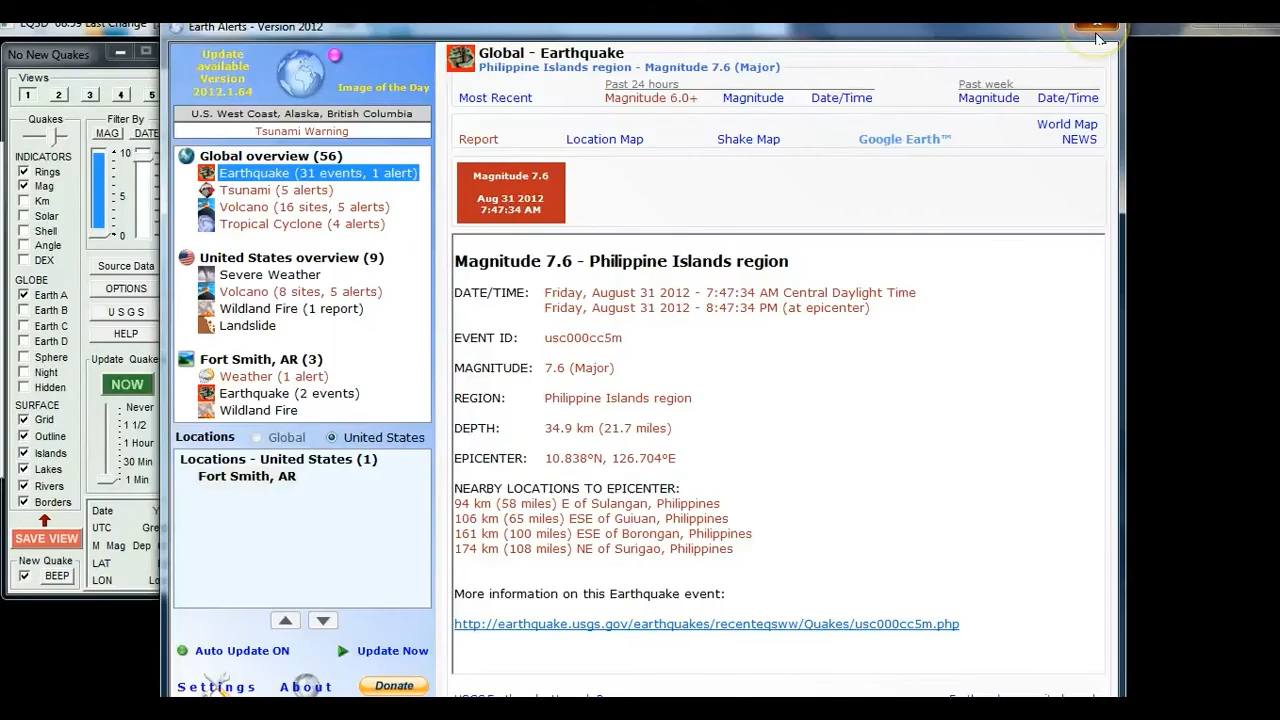 EQ3D 08:59 Last Change
Earth Alerts - Version 2012
No New Quakes
Views
1 2 3 4 5
Quakes
Filter By
MAG DATE
10
5
0
INDICATORS
Rings
Mag
Km
Solar
Shell
Angle
DEX
GLOBE
Earth A
Earth B
Earth C
Earth D
Sphere
Night
Hidden
SURFACE
Grid
Outline
Islands
Lakes
Rivers
Borders
SAVE VIEW
New Quake
BEEP
Source Data
OPTIONS
U S G S
HELP
Update Quake
NOW
Never
1 1/2
1 Hour
30 Min
1 Min
Date
UTC Gre
M Mag Dep
LAT
LON
Update
available
Version
2012.1.64
Image of the Day
U.S. West Coast, Alaska, British Columbia
Tsunami Warning
Global overview (56)
Earthquake (31 events, 1 alert)
Tsunami (5 alerts)
Volcano (16 sites, 5 alerts)
Tropical Cyclone (4 alerts)
United States overview (9)
Severe Weather
Volcano (8 sites, 5 alerts)
Wildland Fire (1 report)
Landslide
Fort Smith, AR (3)
Weather (1 alert)
Earthquake (2 events)
Wildland Fire
Locations Global United States
Locations - United States (1)
Fort Smith, AR
Auto Update ON Update Now
Settings About Donate
Global - Earthquake
Philippine Islands region - Magnitude 7.6 (Major)
Past 24 hours Past week
Most Recent Magnitude 6.0+ Magnitude Date/Time Magnitude Date/Time
World Map
Report Location Map Shake Map Google Earth™ NEWS
Magnitude 7.6
Aug 31 2012
7:47:34 AM
Magnitude 7.6 - Philippine Islands region
DATE/TIME: Friday, August 31 2012 - 7:47:34 AM Central Daylight Time
Friday, August 31 2012 - 8:47:34 PM (at epicenter)
EVENT ID: usc000cc5m
MAGNITUDE: 7.6 (Major)
REGION: Philippine Islands region
DEPTH: 34.9 km (21.7 miles)
EPICENTER: 10.838ºN, 126.704ºE
NEARBY LOCATIONS TO EPICENTER:
94 km (58 miles) E of Sulangan, Philippines
106 km (65 miles) ESE of Guiuan, Philippines
161 km (100 miles) ESE of Borongan, Philippines
174 km (108 miles) NE of Surigao, Philippines
More information on this Earthquake event:
http://earthquake.usgs.gov/earthquakes/recenteqsww/Quakes/usc000cc5m.php